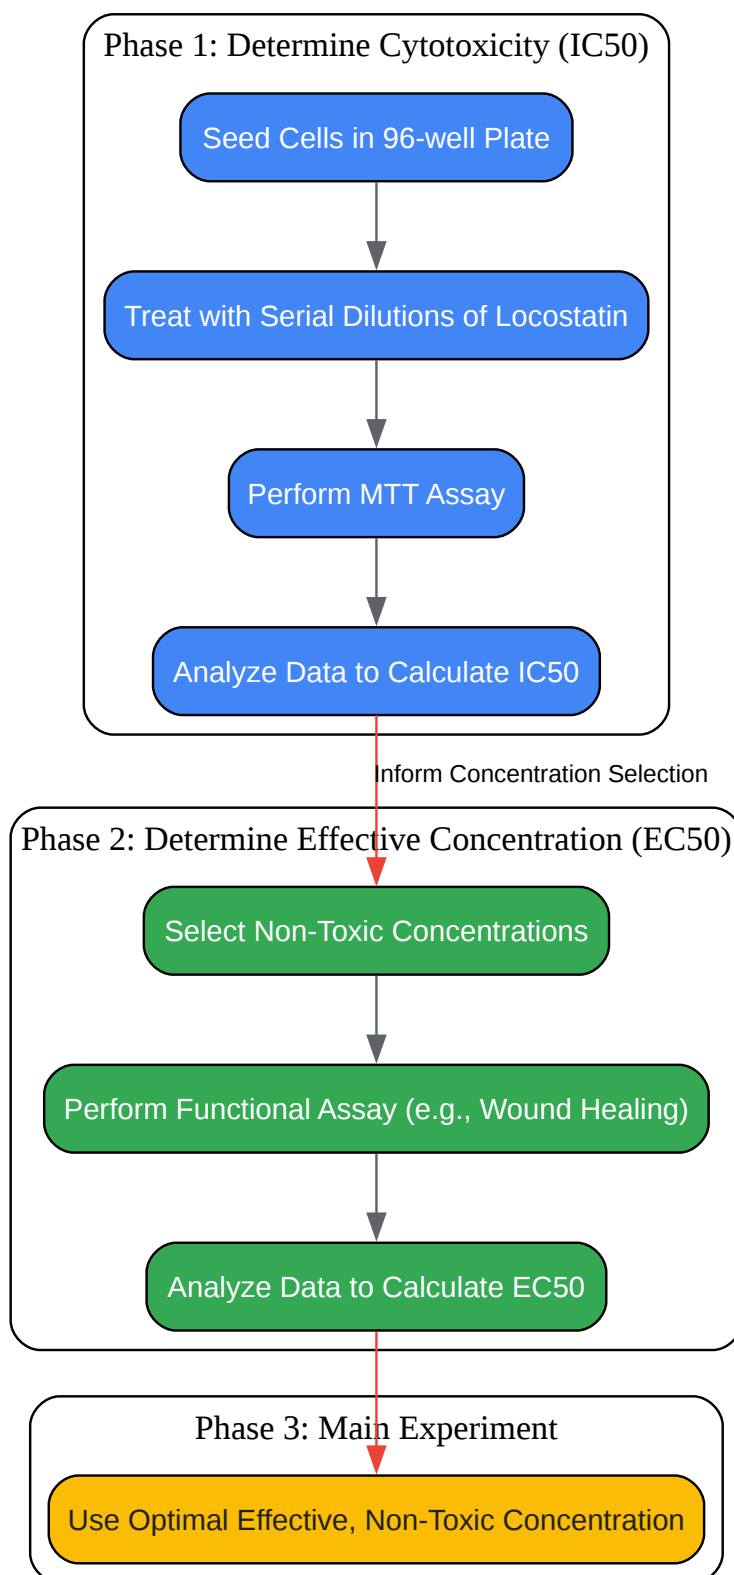 Phase 1: Determine Cytotoxicity (IC50)
Seed Cells in 96-well Plate
Treat with Serial Dilutions of Locostatin
Perform MTT Assay
Analyze Data to Calculate IC50
Inform Concentration Selection
Phase 2: Determine Effective Concentration (EC50)
Select Non-Toxic Concentrations
Perform Functional Assay (e.g., Wound Healing)
Analyze Data to Calculate EC50
Phase 3: Main Experiment
Use Optimal Effective, Non-Toxic Concentration